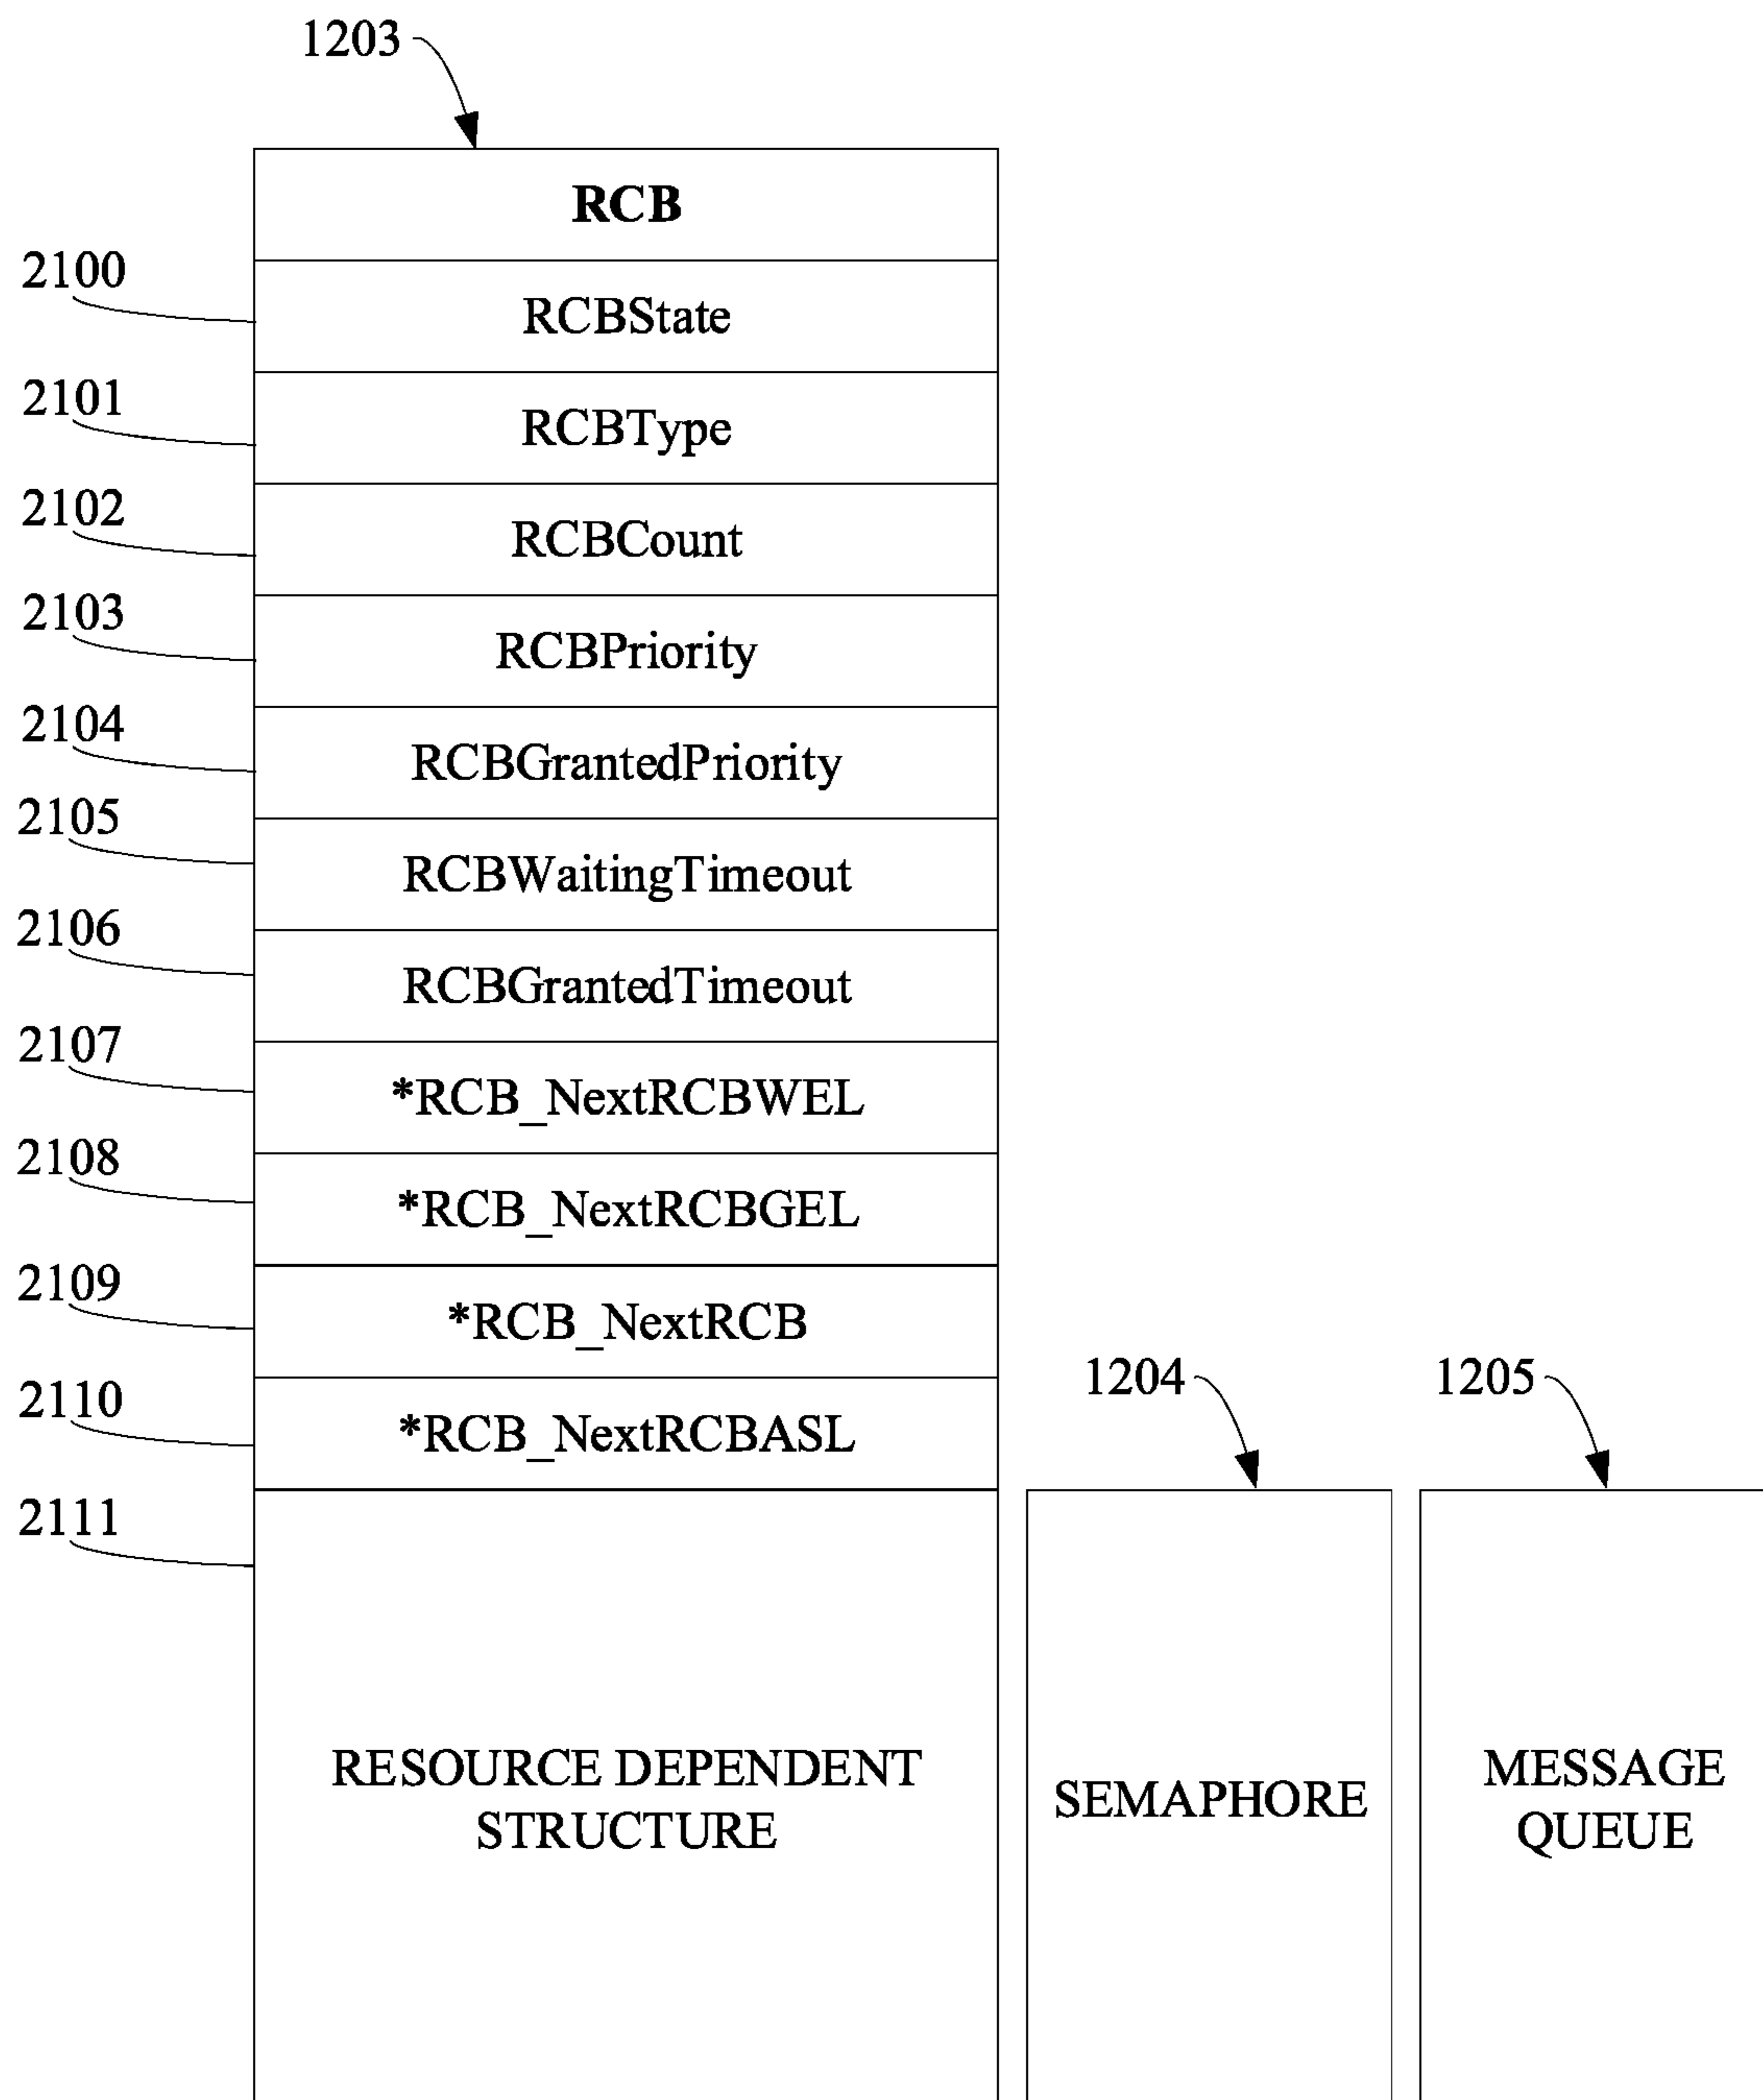 1203
RCB
2100
RCBState
2101
RCBType
2102
RCBCount
2103
RCBPriority
2104
RCBGrantedPriority
2105
RCBWaitingTimeout
2106
RCBGrantedTimeout
2107
*RCB_NextRCBWEL
2108
*RCB_NextRCBGEL
2109
*RCB_NextRCB
2110
*RCB_NextRCBASL
1204
1205
2111
RESOURCE DEPENDENT
STRUCTURE
SEMAPHORE
MESSAGE
QUEUE